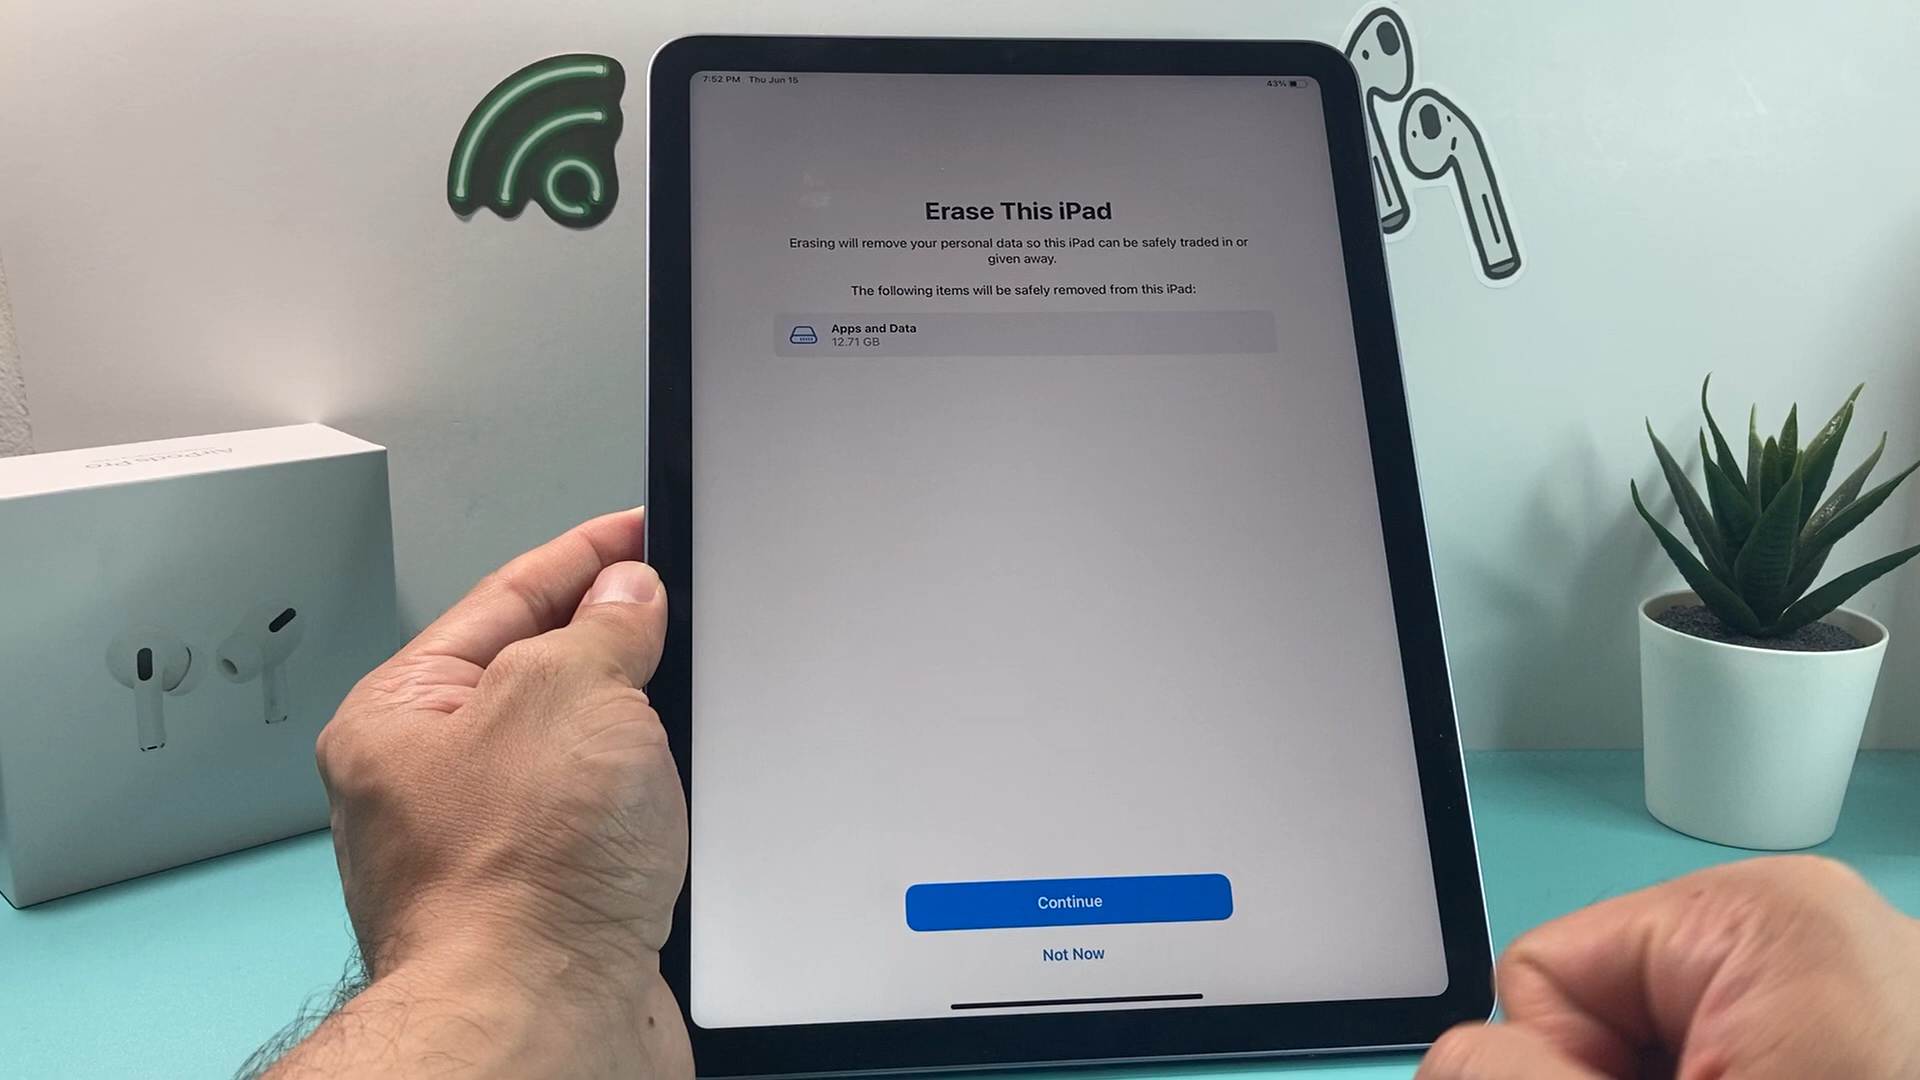 7:52 PM Thu Jun 15
43%
Erase This iPad
Erasing will remove your personal data so this iPad can be safely traded in or
given away.
The following items will be safely removed from this iPad:
Apps and Data
12.71 GB
AirPods Pro
Continue
Not Now